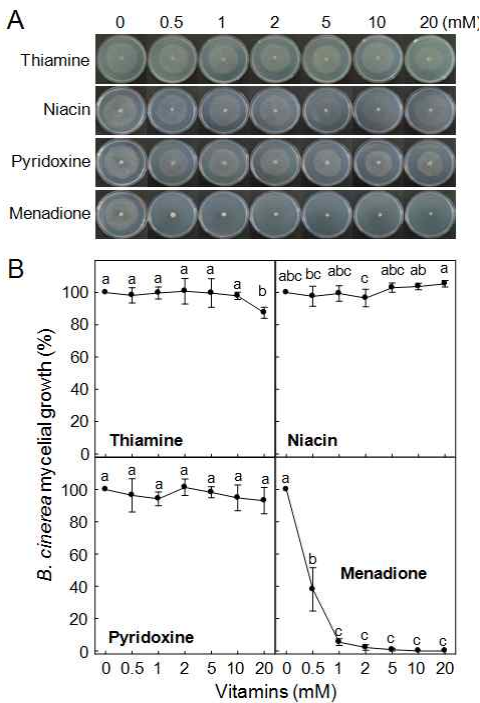 A
0 0.5 1 2 5 10 20 (mM)
Thiamine
Niacin
Pyridoxine
Menadione
B
B. cinerea mycelial growth (%)
100
80
60
40
20
0
a a a a a a b
Thiamine
abc bc abc c abc ab a
Niacin
100
80
60
40
20
0
a a a a a a a
Pyridoxine
a b c c c c c
Menadione
0 0.5 1 2 5 10 20 0 0.5 1 2 5 10 20
Vitamins (mM)